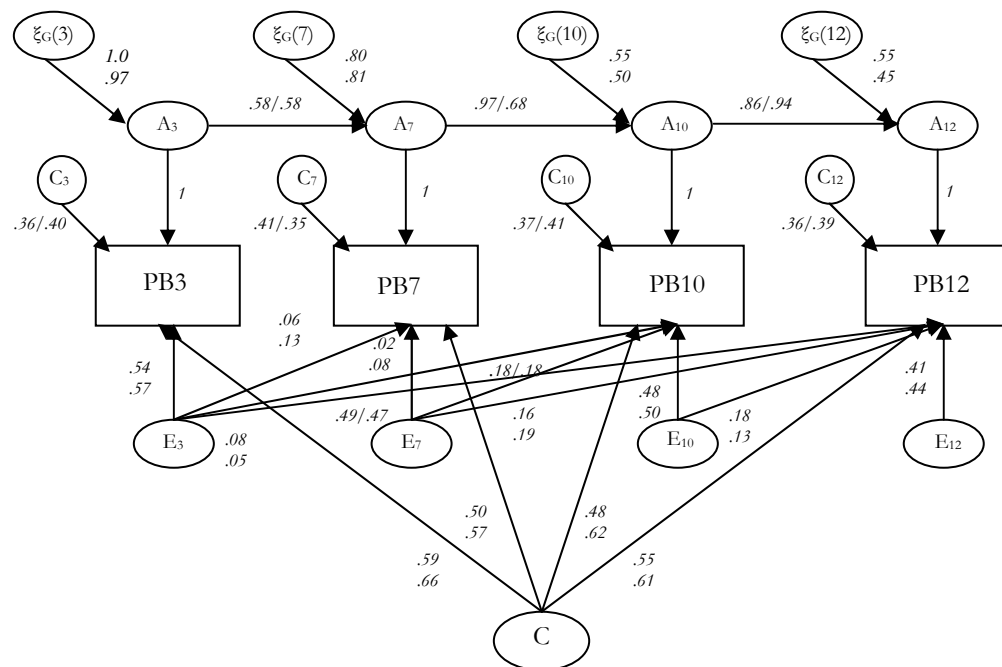 ξG(3)
ξG(7)
ξG(10)
ξG(12)
1.0
.97
.80
.81
.55
.50
.55
.45
A3
.58/.58
A7
.97/.68
A10
.86/.94
A12
C3
1
C7
1
C10
1
C12
1
.36/.40
.41/.35
.37/.41
.36/.39
PB3
PB7
PB10
PB12
.06
.13
.02
.08
.18/.18
.54
.57
.49/.47
.48
.50
.41
.44
.16
.19
.18
.13
E3
E7
E10
E12
.08
.05
.50
.57
.48
.62
.59
.66
.55
.61
C